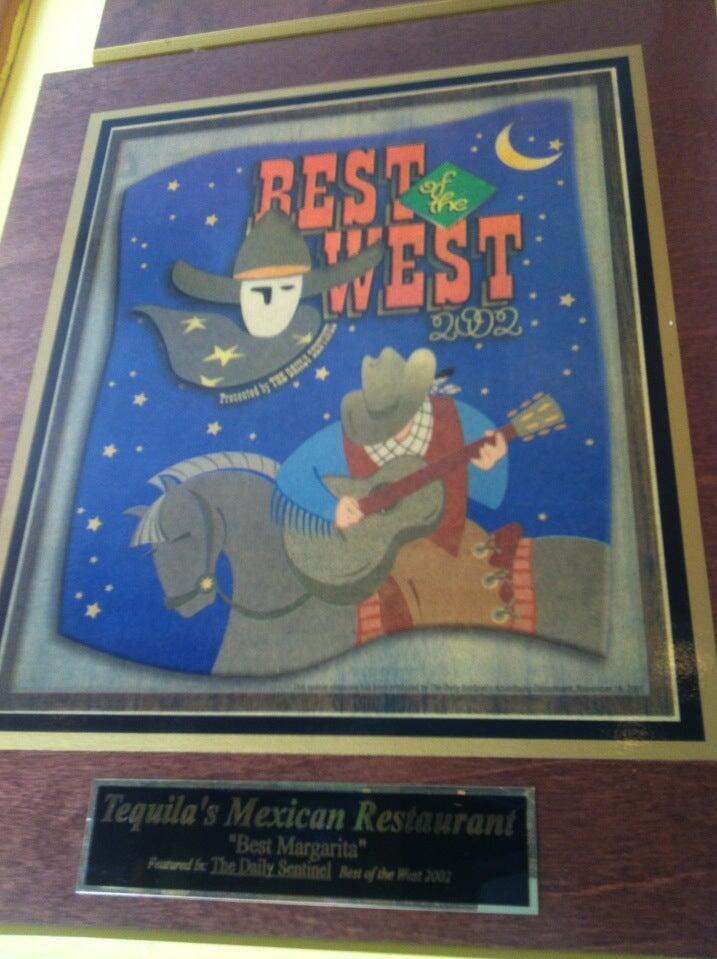 BEST
of
the
WEST
2002
Presented by THE DAILY SENTINEL
Tequila's Mexican Restaurant
"Best Margarita"
Featured In: The Daily Sentinel Best of the West 2002